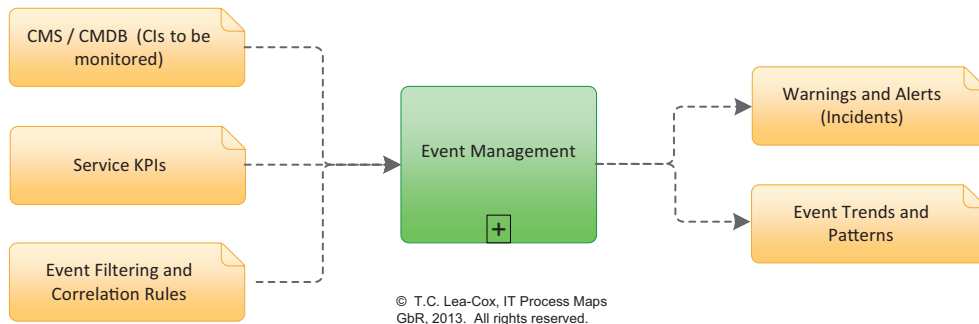 CMS / CMDB (CIs to be
monitored)
Service KPIs
Event Filtering and
Correlation Rules
Event Management
+
Warnings and Alerts
(Incidents)
Event Trends and
Patterns
© T.C. Lea-Cox, IT Process Maps
GbR, 2013. All rights reserved.